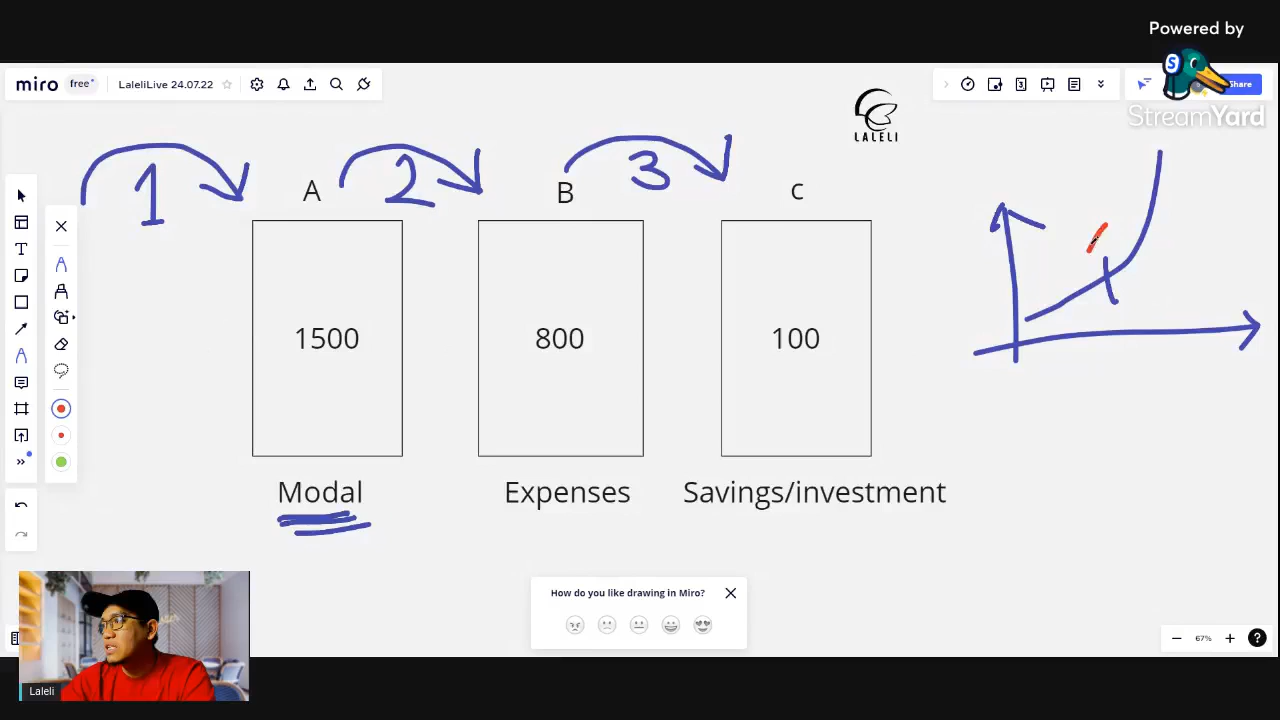 Powered by
StreamYard
miro free LaleliLive 24.07.22
3
Share
LALELI
1 2 3
A B c
1500 800 100
Modal Expenses Savings/investment
How do you like drawing in Miro?
67%
?
Laleli